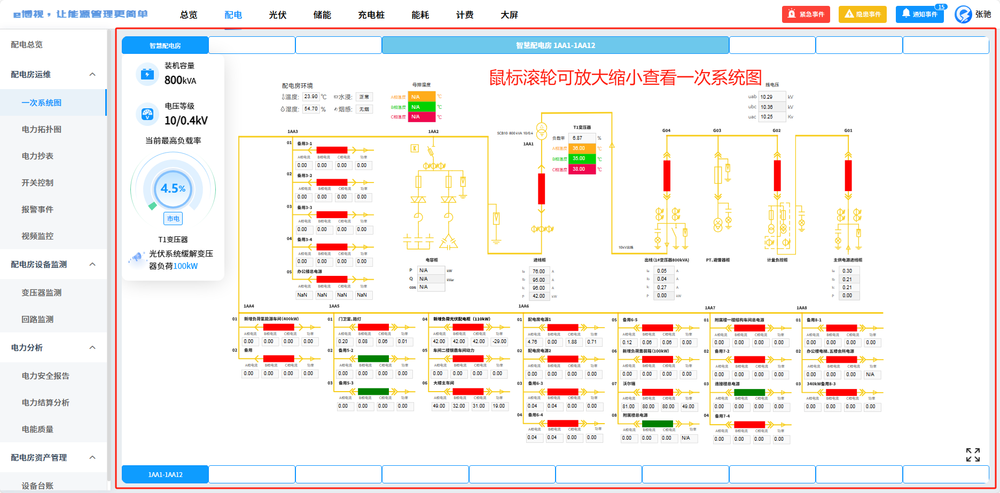 e博视，让能源管理更简单
总览 配电 光伏 储能 充电桩 能耗 计费 大屏
紧急事件 隐患事件 通知事件 15 张驰
配电总览
配电房运维
一次系统图
电力拓扑图
电力抄表
开关控制
报警事件
视频监控
配电房设备监测
变压器监测
回路监测
电力分析
电力安全报告
电力结算分析
电能质量
配电房资产管理
设备台账
智慧配电房
智慧配电房 1AA1-1AA12
装机容量
800kVA
电压等级
10/0.4kV
当前最高负载率
4.5%
市电
T1变压器
光伏系统缓解变压
器负荷100kW
鼠标滚轮可放大缩小查看一次系统图
配电房环境
温度: 23.90 ℃ 水浸: 正常
湿度: 54.70 % 烟感: 无烟
母排温度
A相温度 N/A ℃
B相温度 N/A ℃
C相温度 N/A ℃
线电压
uab 10.29 kV
ubc 10.36 kV
uac 10.25 Kv
SCB10-800kVA 10/0.4
1AA1
T1变压器
负载率 6.87 %
A相温度 36.00 ℃
B相温度 35.00 ℃
C相温度 38.00 ℃
1AA3
01 备用3-1
A相电流 B相电流 C相电流 功率
0.00 0.00 0.00 0.00
02 备用3-2
A相电流 B相电流 C相电流 功率
0.00 0.00 0.00 0.00
03 备用3-3
A相电流 B相电流 C相电流 功率
0.00 0.00 0.00 0.00
04 备用3-4
A相电流 B相电流 C相电流 功率
0.00 0.00 0.00 0.00
05 办公楼总电源
A相电流 B相电流 C相电流 功率
NaN NaN NaN NaN
1AA2
K
电容柜
P N/A kW
Q N/A kVar
cos N/A
进线柜
Ia 76.00 A
Ib 95.00 A
Ic 96.00 A
P 42.00 kW
10kV出线
G04 G03 G02 G01
出线(1#变压器800kVA)
Ia 0.05 A
Ib 0.04 A
Ic 0.27 A
P 0.00 kW
PT、避雷器柜
计量负控柜
主供电源进线柜
Ia 0.30 A
Ib 0.21 A
Ic 0.21 A
P 0.00
1AA4
01 新增负荷氢能源车间(400kW)
A相电流 B相电流 C相电流 功率
0.00 0.00 0.00 0.00
02 备用
A相电流 B相电流 C相电流 功率
0.00 0.00 0.00 0.00
1AA5
01 门卫室、路灯
A相电流 B相电流 C相电流 功率
0.20 0.08 0.06 0.01
02 备用5-2
A相电流 B相电流 C相电流 功率
0.00 0.00 0.00 0.00
03 备用5-3
A相电流 B相电流 C相电流 功率
0.00 0.00 0.00 0.00
04 新增负荷光伏配电柜（110kW）
A相电流 B相电流 C相电流 功率
42.00 42.00 42.00 -29.00
05 车间二楼银鼎车间动力
A相电流 B相电流 C相电流 功率
0.00 0.00 0.00 0.00
06 大楼主车间
A相电流 B相电流 C相电流 功率
49.00 32.00 31.00 19.00
1AA6
01 配电房电源1
A相电流 B相电流 C相电流 功率
4.76 0.00 1.88 0.71
02 配电房电源2
A相电流 B相电流 C相电流 功率
0.00 0.00 0.00 0.00
03 备用6-3
A相电流 B相电流 C相电流 功率
0.04 0.04 0.00 0.00
04 备用6-4
A相电流 B相电流 C相电流 功率
0.04 0.04 0.00 0.00
05 备用6-5
A相电流 B相电流 C相电流 功率
0.12 0.06 0.06 0.00
06 新增负荷集装箱(100kW)
A相电流 B相电流 C相电流 功率
0.00 0.00 0.00 0.00
07 沃尔瑞
A相电流 B相电流 C相电流 功率
81.00 80.00 80.00 49.00
08 附属楼总电源
A相电流 B相电流 C相电流 功率
0.00 0.00 0.00 N/A
1AA7
01 附属楼一楼结构车间总电源
A相电流 B相电流 C相电流 功率
0.00 0.00 0.00 0.00
02 备用7-2
A相电流 B相电流 C相电流 功率
0.00 0.00 0.00 0.00
03 连接楼总电源
A相电流 B相电流 C相电流 功率
0.00 0.00 0.00 0.00
04 备用7-4
A相电流 B相电流 C相电流 功率
0.00 0.00 0.00 0.00
1AA8
01 备用8-1
A相电流 B相电流 C相电流 功率
0.00 0.00 0.00 0.00
02 办公楼电梯、五楼会所电源
A相电流 B相电流 C相电流 功率
0.00 0.00 0.00 N/A
03 340kW备用8-3
A相电流 B相电流 C相电流 功率
0.00 0.00 0.00 0.00
1AA1-1AA12